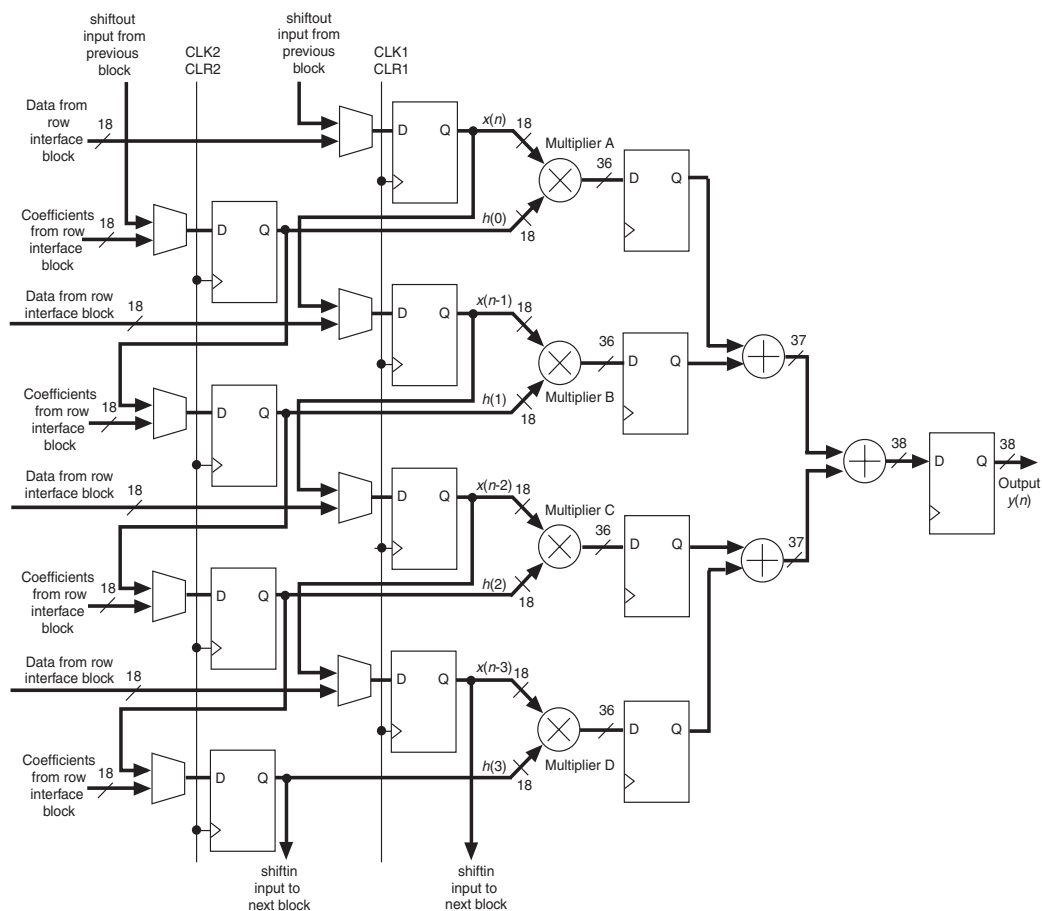 shiftout
input from
previous
block
CLK2
CLR2
shiftout
input from
previous
block
CLK1
CLR1
Data from
row
interface
block
18
D Q
x(n)
18
Multiplier A
36
D Q
Coefficients
from row
interface
block
18
D Q
h(0)
18
Data from row
interface block
18
D Q
x(n-1)
18
36
D Q
37
Multiplier B
Coefficients
from row
interface
block
18
D Q
h(1)
18
38
D Q
38
Output
y(n)
Data from row
interface block
18
D Q
x(n-2)
18
Multiplier C
36
D Q
37
Coefficients
from row
interface
block
18
D Q
h(2)
18
Data from row
interface block
18
D Q
x(n-3)
18
36
D Q
Multiplier D
Coefficients
from row
interface
block
18
D Q
h(3)
18
shiftin
input to
next block
shiftin
input to
next block